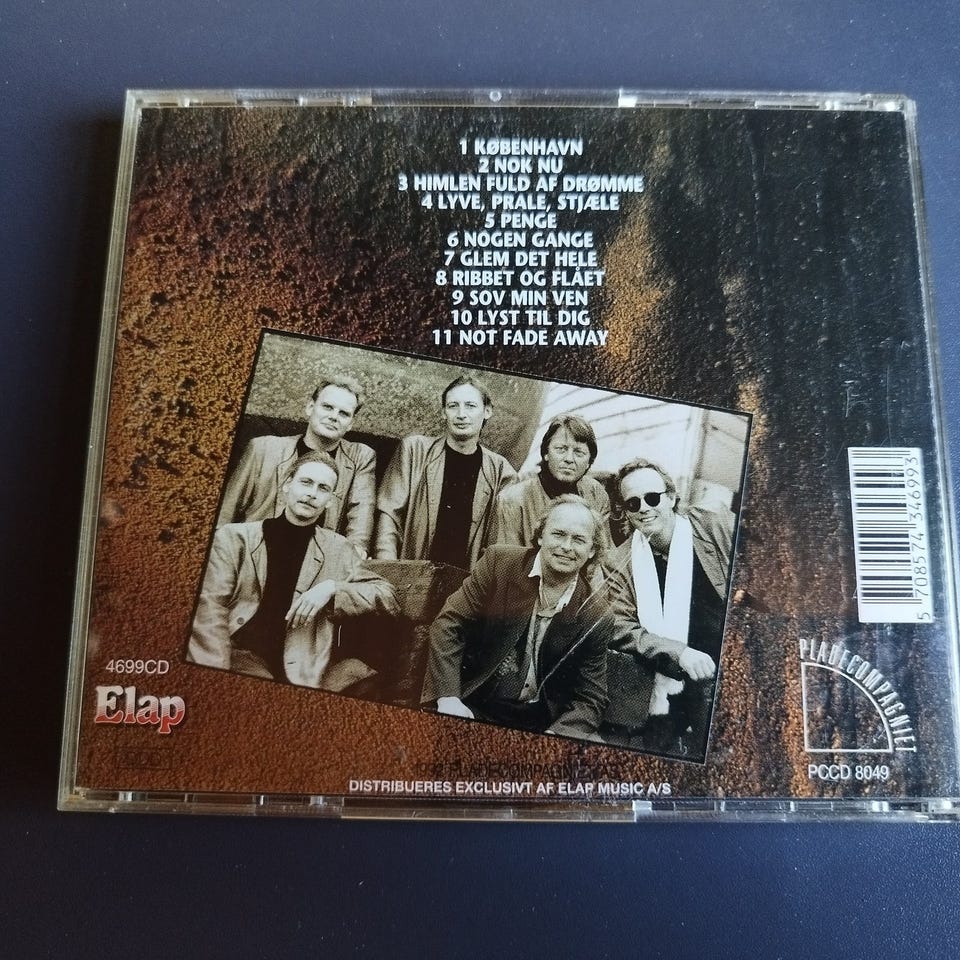 1 KØBENHAVN
2 NOK NU
3 HIMLEN FULD AF DRØMME
4 LYVE, PRALE, STJÆLE
5 PENGE
6 NOGEN GANGE
7 GLEM DET HELE
8 RIBBET OG FLÅET
9 SOV MIN VEN
10 LYST TIL DIG
11 NOT FADE AWAY
5 708574 346993
4699CD
Elap
PLADECOMPAGNIET
PCCD 8049
PLADECOMPAGNIET A/S
DISTRIBUERES EXCLUSIVT AF ELAP MUSIC A/S